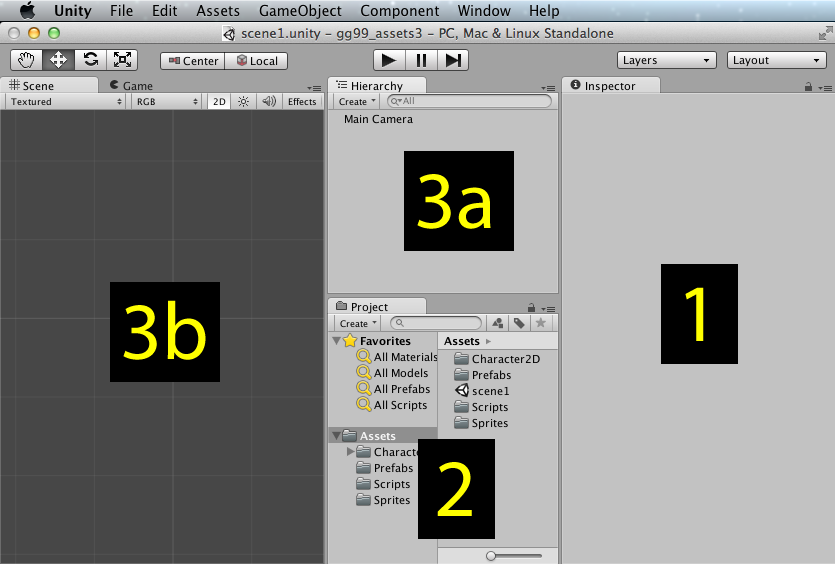 Unity File Edit Assets GameObject Component Window Help
scene1.unity – gg99_assets3 – PC, Mac & Linux Standalone
Center Local Layers Layout
Scene Game
Textured RGB 2D Effects
3b
Hierarchy
Create All
Main Camera
3a
Project
Create
Favorites
All Materials
All Models
All Prefabs
All Scripts
Assets
Prefabs
Scripts
Sprites
Assets
Character2D
Prefabs
scene1
Scripts
Sprites
2
Inspector
1